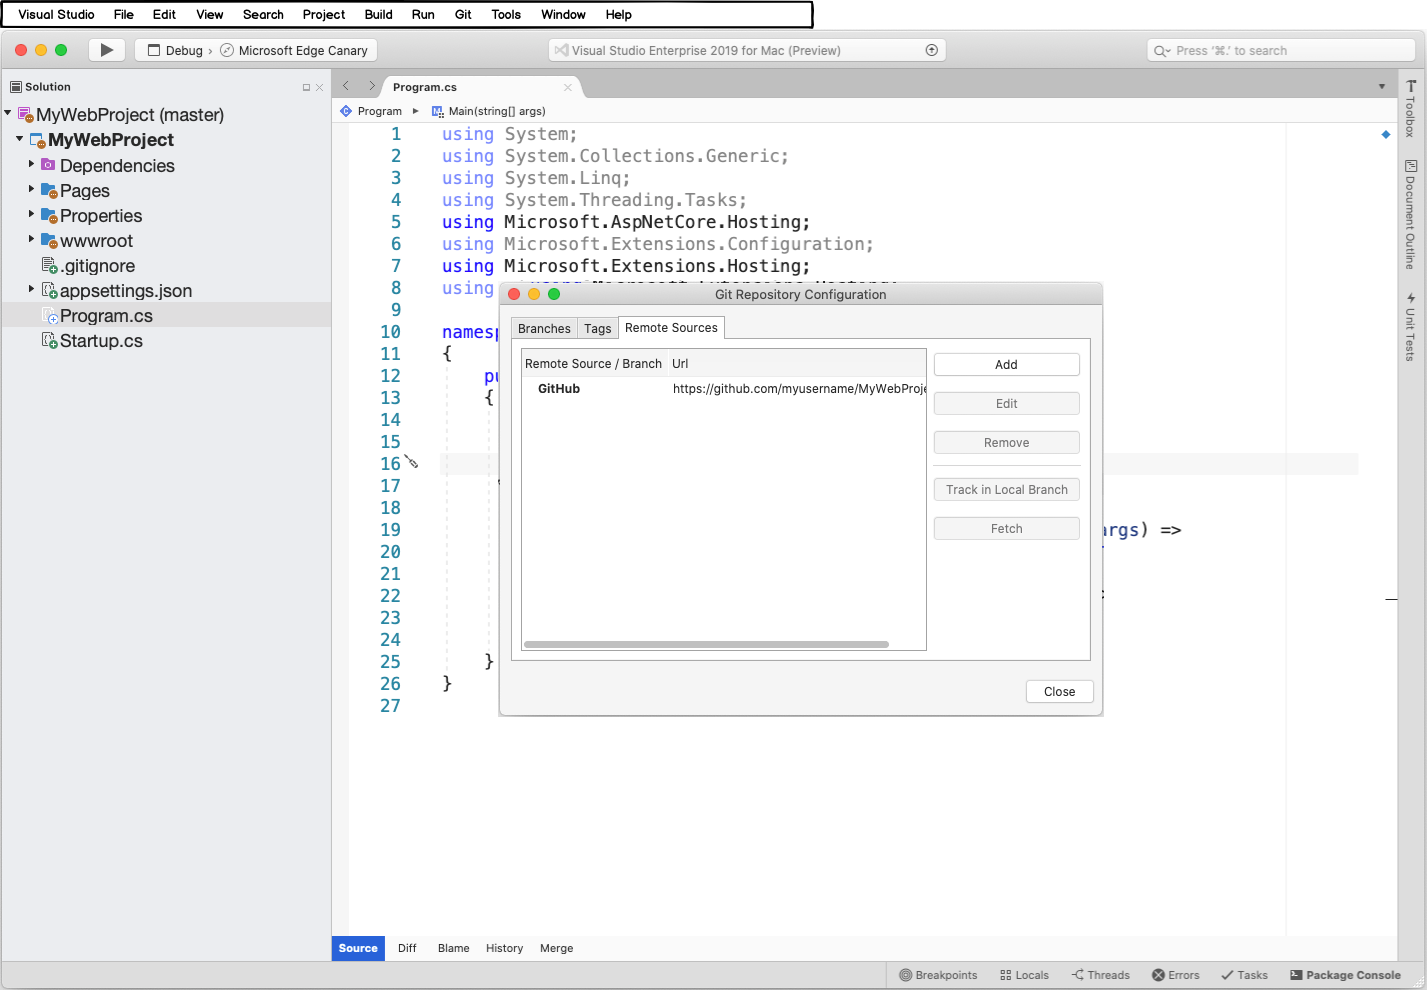 Visual Studio File Edit View Search Project Build Run Git Tools Window Help
Debug › Microsoft Edge Canary
Visual Studio Enterprise 2019 for Mac (Preview)
Press '⌘.' to search
Solution
MyWebProject (master)
MyWebProject
Dependencies
Pages
Properties
wwwroot
.gitignore
appsettings.json
Program.cs
Startup.cs
Program.cs
Program
Main(string[] args)
1 using System;
2 using System.Collections.Generic;
3 using System.Linq;
4 using System.Threading.Tasks;
5 using Microsoft.AspNetCore.Hosting;
6 using Microsoft.Extensions.Configuration;
7 using Microsoft.Extensions.Hosting;
8 using
9
10 namesp
11 {
12 pu
13 {
14
15
16
17
18
19 args) =>
20
21
22
23
24
25 }
26 }
27
Git Repository Configuration
Branches Tags Remote Sources
Remote Source / Branch Url
GitHub https://github.com/myusername/MyWebProje
Add
Edit
Remove
Track in Local Branch
Fetch
Close
Toolbox
Document Outline
Unit Tests
Source Diff Blame History Merge
Breakpoints Locals Threads Errors Tasks Package Console